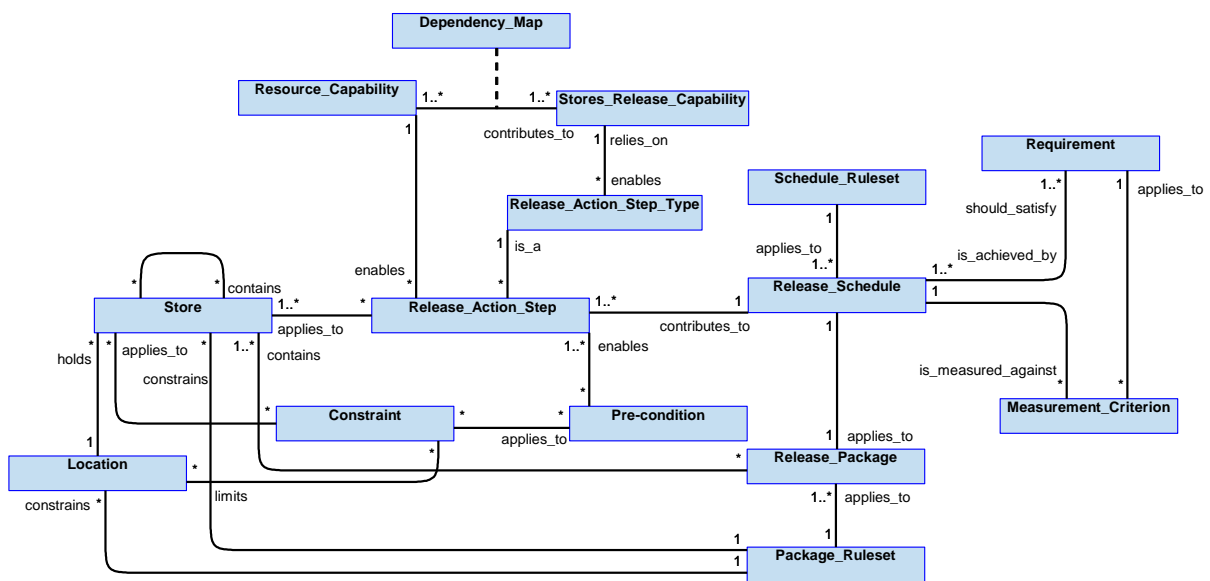 Dependency_Map
Resource_Capability
1..*
1..*
Stores_Release_Capability
contributes_to
1
1
relies_on
Requirement
Schedule_Ruleset
1..*
1
applies_to
*
enables
Release_Action_Step_Type
should_satisfy
1
1
is_a
applies_to
is_achieved_by
enables
*
*
1..*
1..*
*
*
contains
Release_Schedule
1
Store
1..*
*
Release_Action_Step
1..*
1
applies_to
contributes_to
1
*
*
applies_to
*
1..*
contains
1..*
enables
holds
constrains
is_measured_against
*
*
*
Measurement_Criterion
*
Constraint
*
*
Pre-condition
applies_to
1
1
applies_to
*
Location
*
*
Release_Package
constrains
*
limits
1..*
applies_to
1
1
Package_Ruleset
1